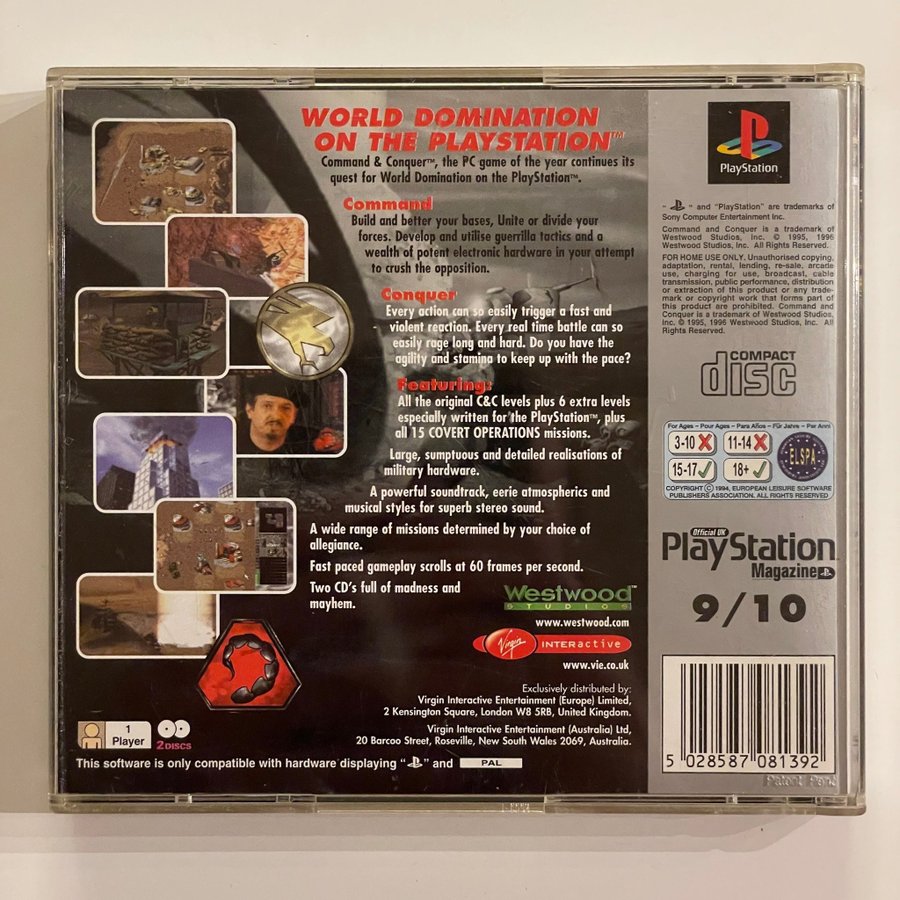 WORLD DOMINATION
ON THE PLAYSTATION™
Command & Conquer™, the PC game of the year continues its
quest for World Domination on the PlayStation™.
Command
Build and better your bases, Unite or divide your
forces. Develop and utilise guerrilla tactics and a
wealth of potent electronic hardware in your attempt
to crush the opposition.
Conquer
Every action can so easily trigger a fast and
violent reaction. Every real time battle can so
easily rage long and hard. Do you have the
agility and stamina to keep up with the pace?
Featuring:
All the original C&C levels plus 6 extra levels
especially written for the PlayStation™, plus
all 15 COVERT OPERATIONS missions.
Large, sumptuous and detailed realisations of
military hardware.
A powerful soundtrack, eerie atmospherics and
musical styles for superb stereo sound.
A wide range of missions determined by your choice of
allegiance.
Fast paced gameplay scrolls at 60 frames per second.
Two CD's full of madness and
mayhem.
Westwood™
STUDIOS
www.westwood.com
Virgin INTERactive
www.vie.co.uk
Exclusively distributed by:
Virgin Interactive Entertainment (Europe) Limited,
2 Kensington Square, London W8 5RB, United Kingdom.
Virgin Interactive Entertainment (Australia) Ltd,
20 Barcoo Street, Roseville, New South Wales 2069, Australia.
1
Player
2 DISCS
This software is only compatible with hardware displaying " " and PAL
PlayStation
" " and "PlayStation" are trademarks of
Sony Computer Entertainment Inc.
Command and Conquer is a trademark of
Westwood Studios, Inc. © 1995, 1996
Westwood Studios, Inc. All Rights Reserved.
FOR HOME USE ONLY. Unauthorised copying,
adaptation, rental, lending, re-sale, arcade
use, charging for use, broadcast, cable
transmission, public performance, distribution
or extraction of this product or any trade-
mark or copyright work that forms part of
this product are prohibited. Command and
Conquer is a trademark of Westwood Studios,
Inc. © 1995, 1996 Westwood Studios, Inc. All
Rights Reserved.
COMPACT
disc
For Ages - Pour Ages - Para Años - Für Jahre - Per Anni
3-10 11-14
15-17 18+
ELSPA
COPYRIGHT © 1994, EUROPEAN LEISURE SOFTWARE
PUBLISHERS ASSOCIATION. ALL RIGHTS RESERVED
Official UK
PlayStation
Magazine
9/10
5 028587 081392
Patent Pend